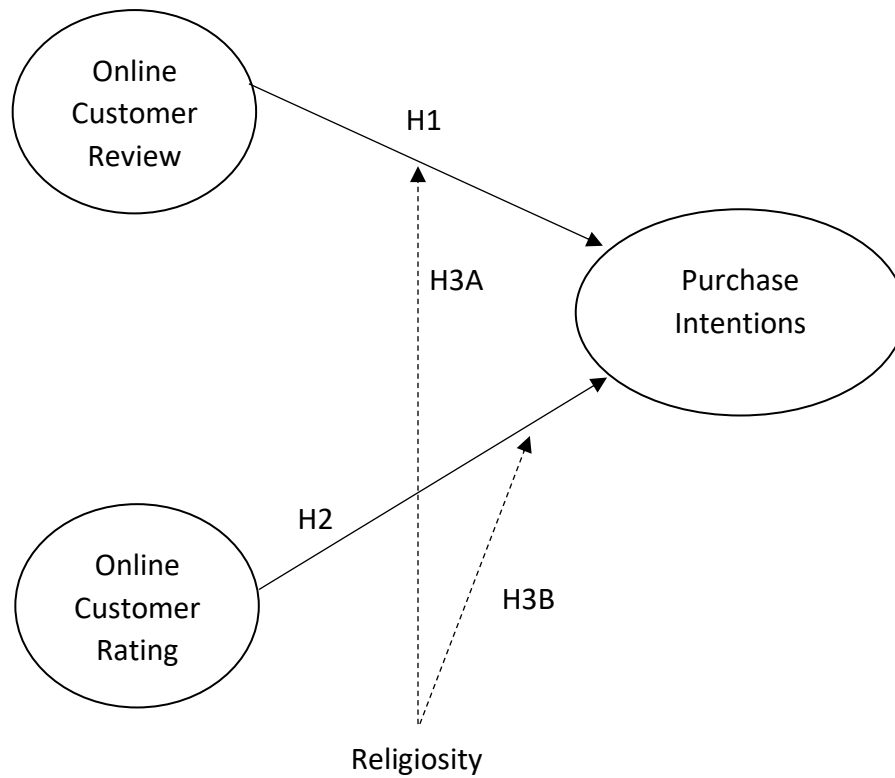 Online
Customer
Review
H1
H3A
Purchase
Intentions
H2
Online
Customer
Rating
H3B
Religiosity